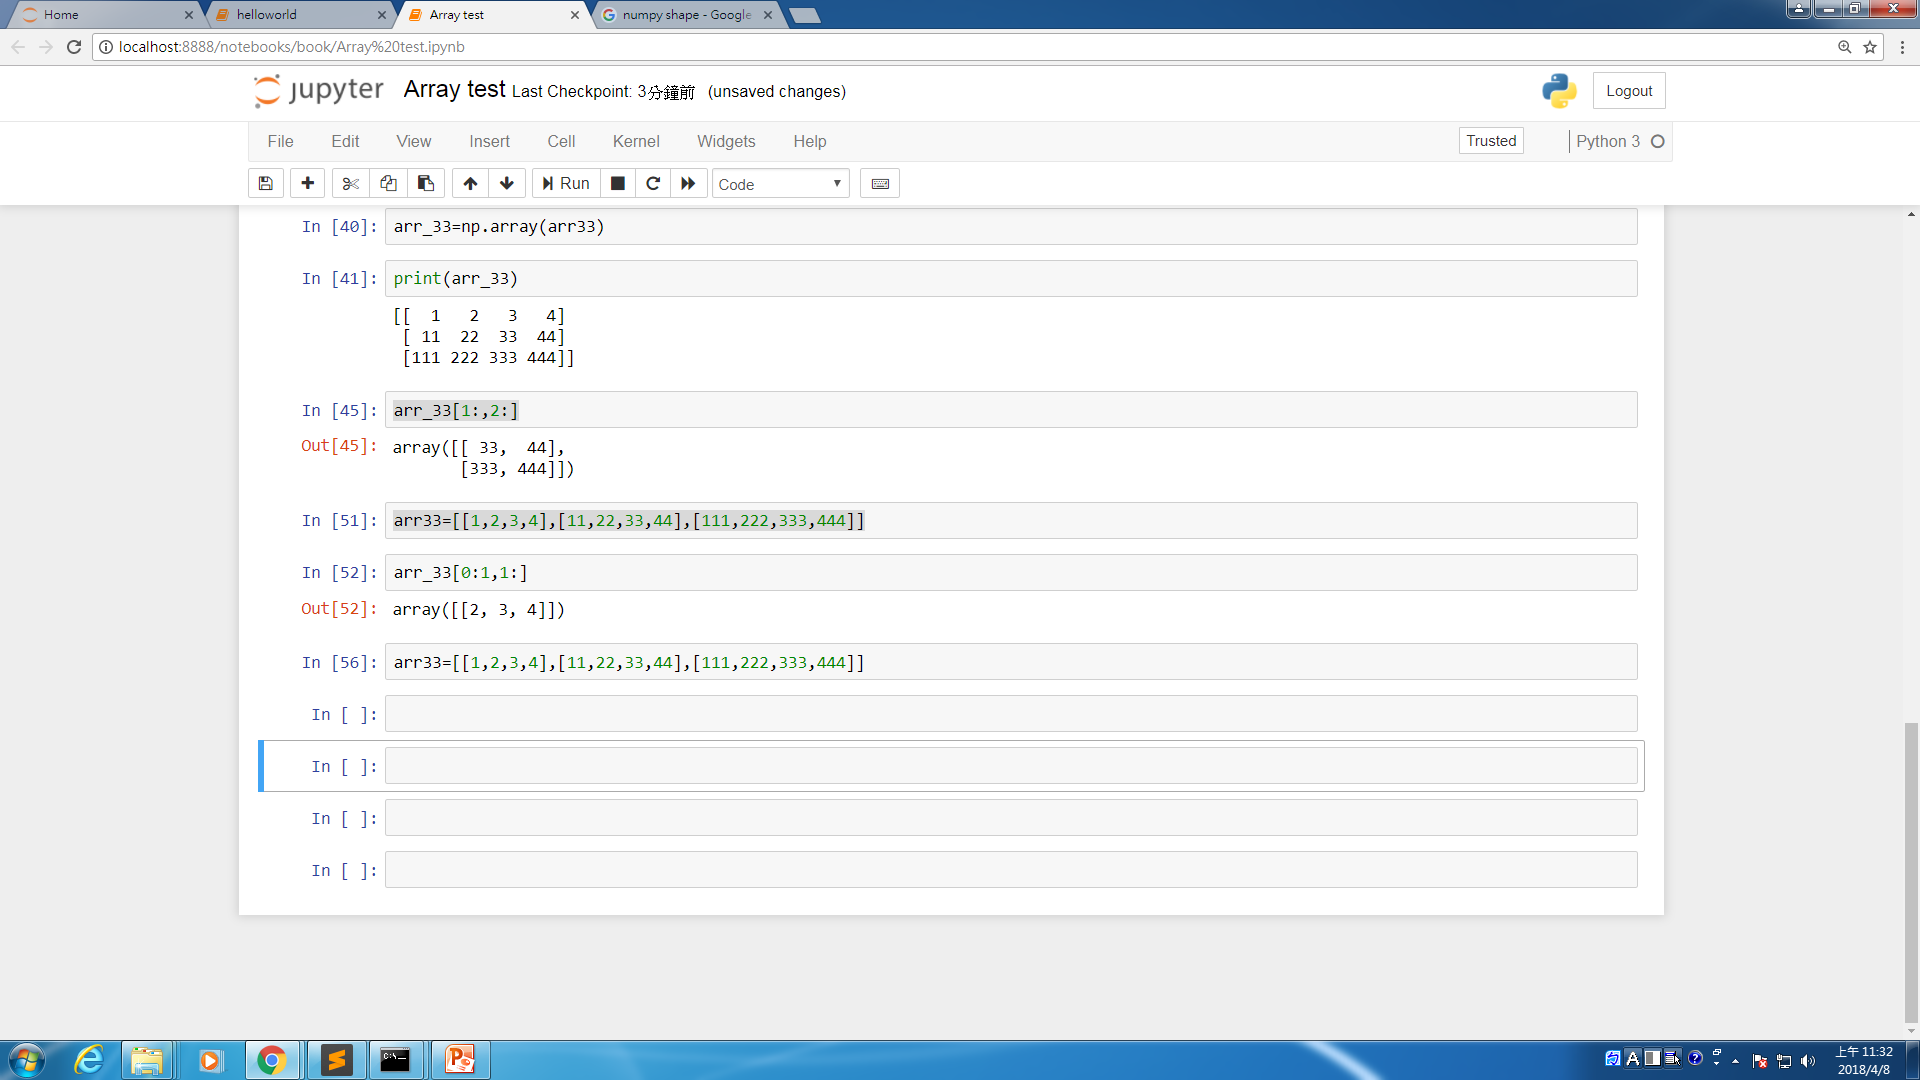 Home
helloworld
Array test
numpy shape - Google
localhost:8888/notebooks/book/Array%20test.ipynb
jupyter Array test Last Checkpoint: 3分鐘前 (unsaved changes)
Logout
File Edit View Insert Cell Kernel Widgets Help
Trusted
Python 3
Run
Code
In [40]: arr_33=np.array(arr33)
In [41]: print(arr_33)
[[  1   2   3   4]
 [ 11  22  33  44]
 [111 222 333 444]]
In [45]: arr_33[1:,2:]
Out[45]: array([[ 33,  44],
       [333, 444]])
In [51]: arr33=[[1,2,3,4],[11,22,33,44],[111,222,333,444]]
In [52]: arr_33[0:1,1:]
Out[52]: array([[2, 3, 4]])
In [56]: arr33=[[1,2,3,4],[11,22,33,44],[111,222,333,444]]
In [ ]:
In [ ]:
In [ ]:
In [ ]:
A
上午 11:32
2018/4/8